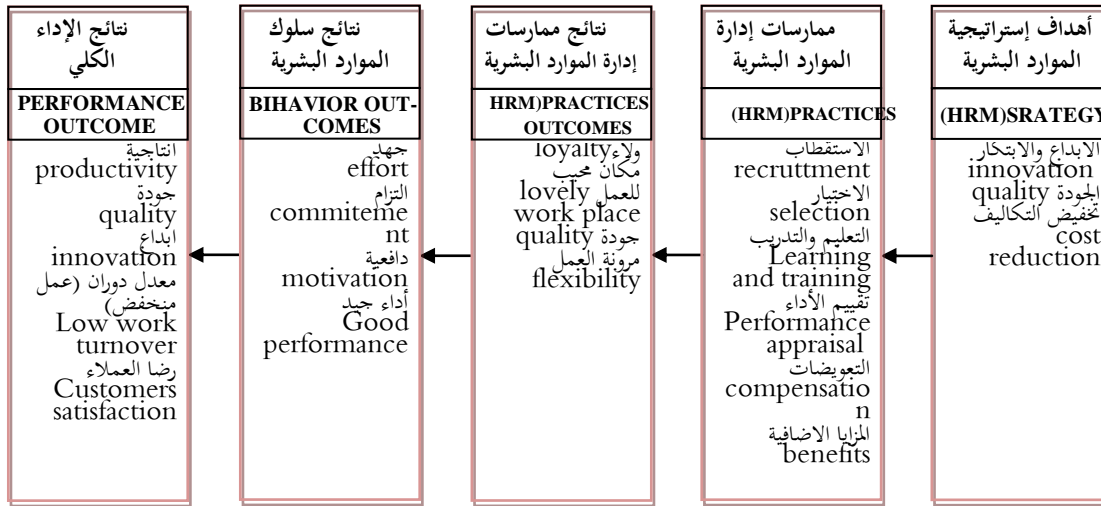 أهداف إستراتيجية
الموارد البشرية
(HRM)SRATEGY
الابداع والابتكار
innovation
الجودة quality
تخفيض التكاليف
cost
reduction
ممارسات إدارة
الموارد البشرية
(HRM)PRACTICES
الاستقطاب
recruttment
الاختيار
selection
التعليم والتدريب
Learning
and training
تقييم الأداء
Performance
appraisal
التعويضات
compensatio
n
المزايا الاضافية
benefits
نتائج ممارسات
إدارة الموارد البشرية
HRM)PRACTICES
OUTCOMES
ولاء loyalty
مكان محبب
للعمل lovely
work place
جودة quality
مرونة العمل
flexibility
نتائج سلوك
الموارد البشرية
BIHAVIOR OUT-
COMES
جهد
effort
التزام
commiteme
nt
دافعية
motivation
أداء جيد
Good
performance
نتائج الإداء
الكلي
PERFORMANCE
OUTCOME
انتاجية
productivity
جودة
quality
ابداع
innovation
معدل دوران (عمل
منخفض)
Low work
turnover
رضا العملاء
Customers
satisfaction